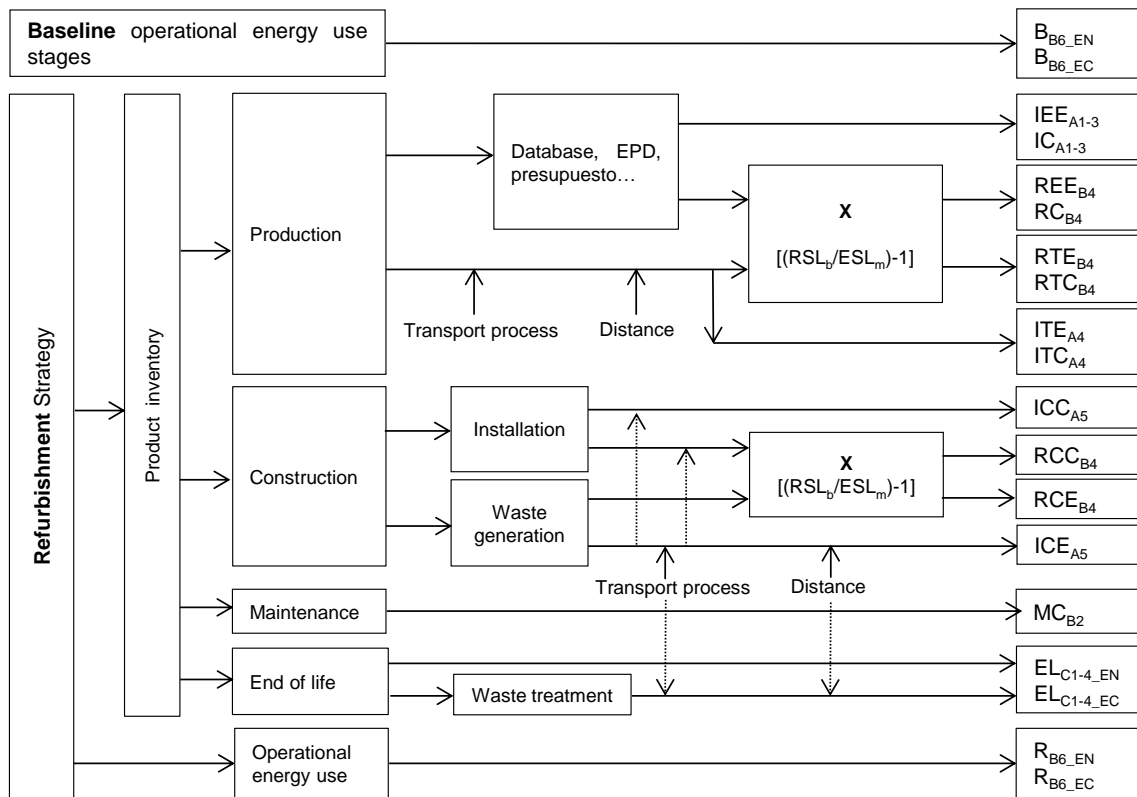 Baseline operational energy use
stages
B_B6_EN
B_B6_EC
Refurbishment Strategy
Product inventory
Production
Database, EPD,
presupuesto…
IEE_A1-3
IC_A1-3
X
[(RSL_b/ESL_m)-1]
REE_B4
RC_B4
RTE_B4
RTC_B4
Transport process
Distance
ITE_A4
ITC_A4
Construction
Installation
ICC_A5
X
[(RSL_b/ESL_m)-1]
RCC_B4
RCE_B4
Waste
generation
ICE_A5
Transport process
Distance
Maintenance
MC_B2
End of life
Waste treatment
EL_C1-4_EN
EL_C1-4_EC
Operational
energy use
R_B6_EN
R_B6_EC